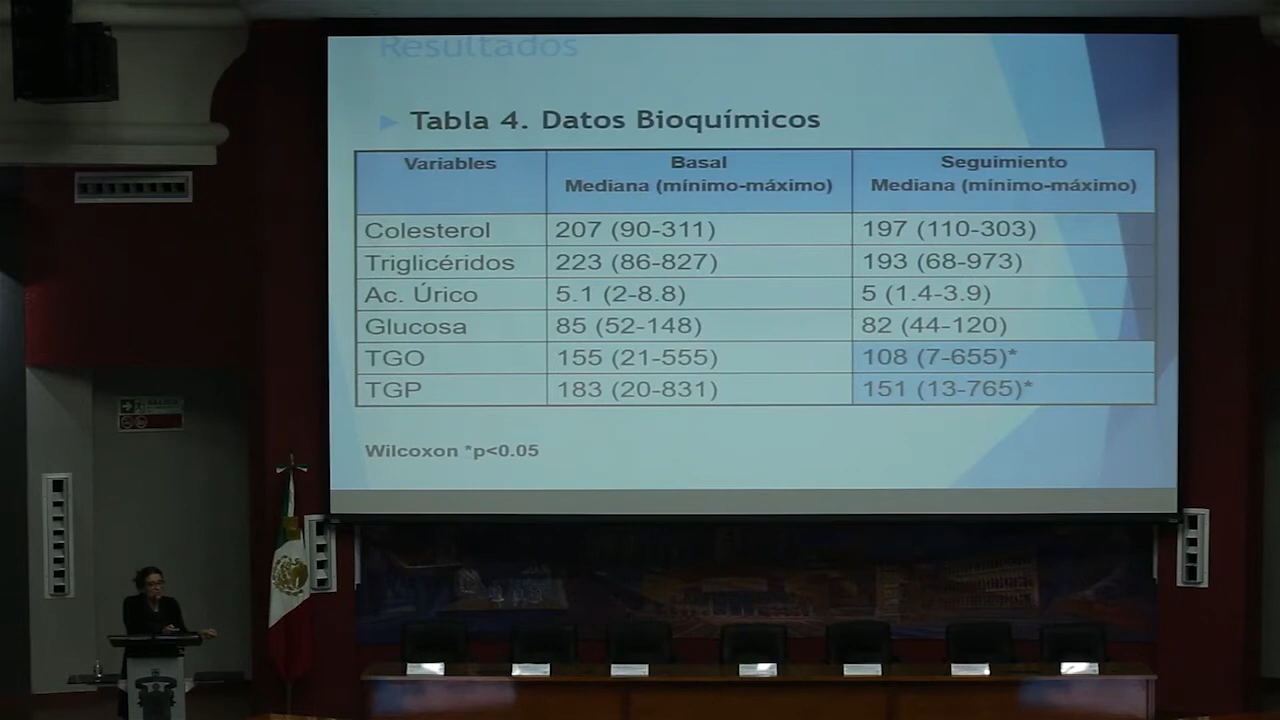 Resultados
Tabla 4. Datos Bioquímicos
Variables
Basal
Mediana (mínimo-máximo)
Seguimiento
Mediana (mínimo-máximo)
Colesterol 207 (90-311) 197 (110-303)
Triglicéridos 223 (86-827) 193 (68-973)
Ac. Úrico 5.1 (2-8.8) 5 (1.4-3.9)
Glucosa 85 (52-148) 82 (44-120)
TGO 155 (21-555) 108 (7-655)*
TGP 183 (20-831) 151 (13-765)*
Wilcoxon *p<0.05
SALIDA